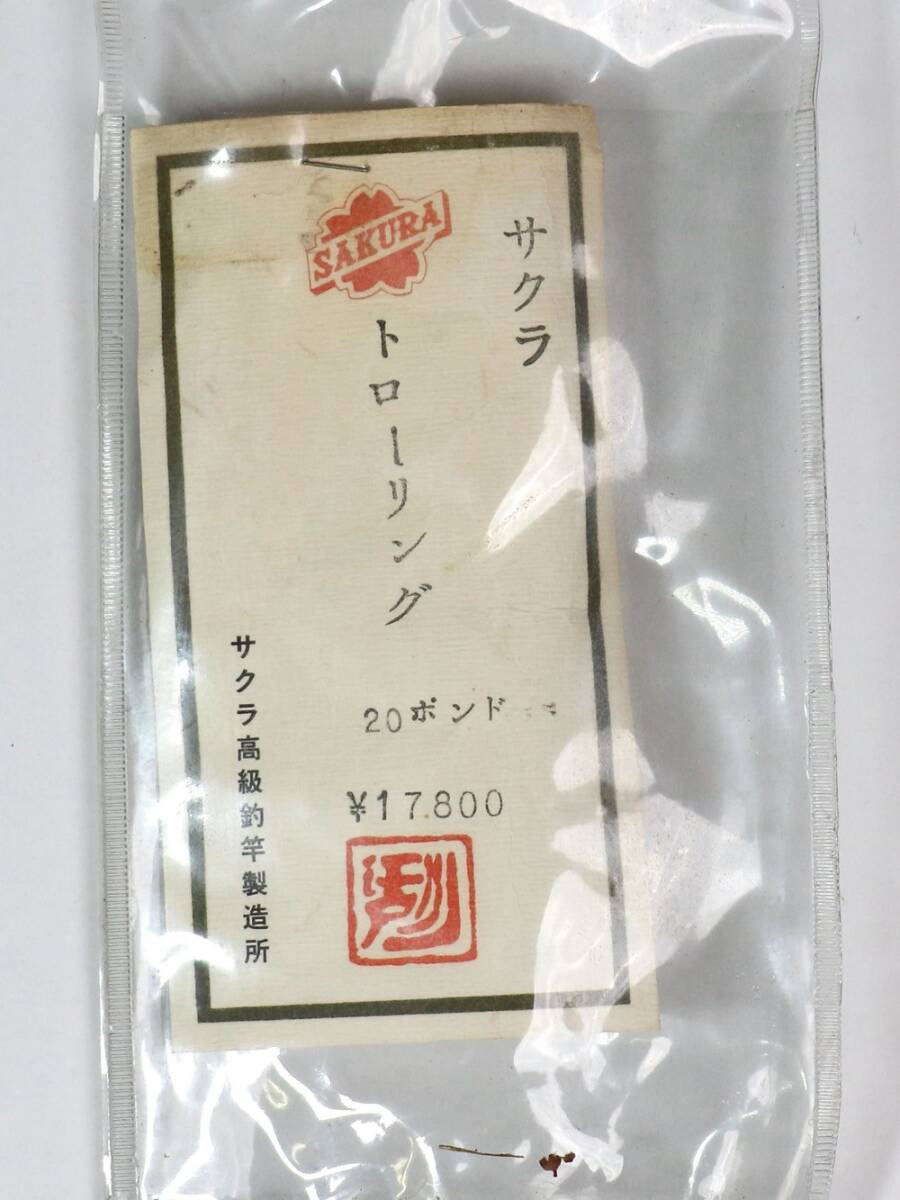 サクラ
SAKURA
トローリング
20ポンド
¥17.800
サクラ高級釣竿製造所